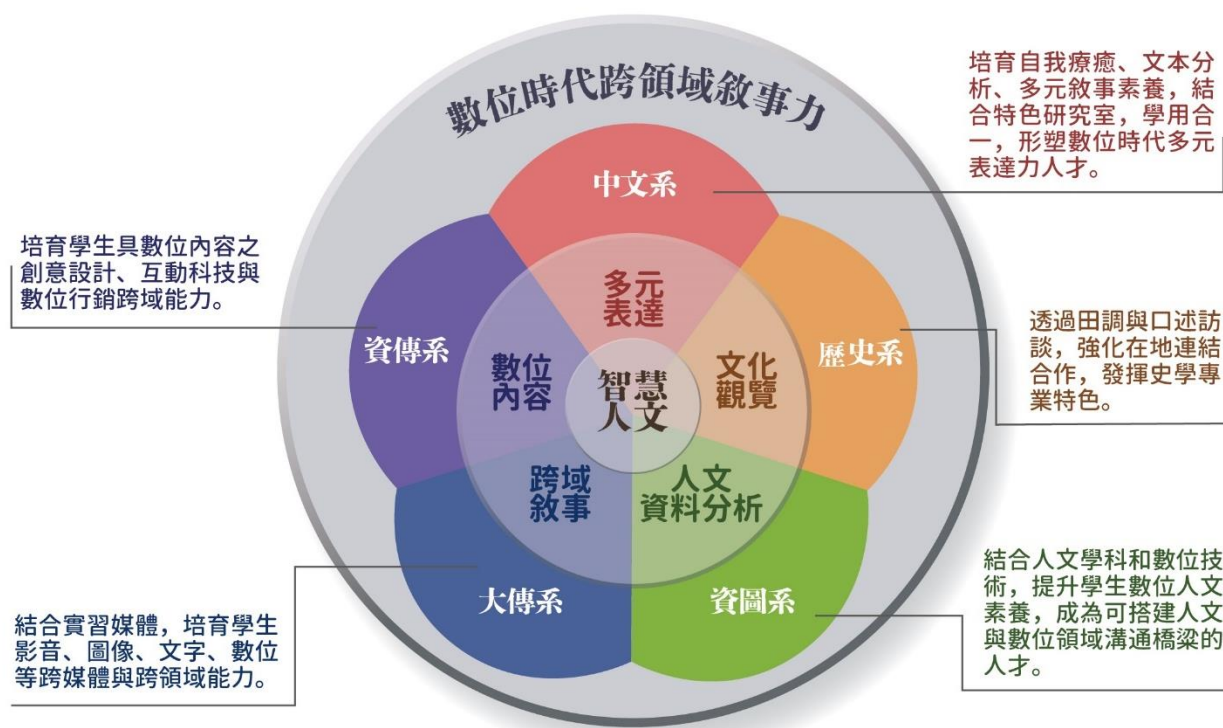 數位時代跨領域敘事力
中文系
多元
表達
培育自我療癒、文本分
析、多元敘事素養，結
合特色研究室，學用合
一，形塑數位時代多元
表達力人才。
歷史系
文化
觀覽
透過田調與口述訪
談，強化在地連結
合作，發揮史學專
業特色。
資圖系
人文
資料分析
結合人文學科和數位技
術，提升學生數位人文
素養，成為可搭建人文
與數位領域溝通橋梁的
人才。
大傳系
跨域
敘事
結合實習媒體，培育學生
影音、圖像、文字、數位
等跨媒體與跨領域能力。
資傳系
數位
內容
培育學生具數位內容之
創意設計、互動科技與
數位行銷跨域能力。
智慧
人文